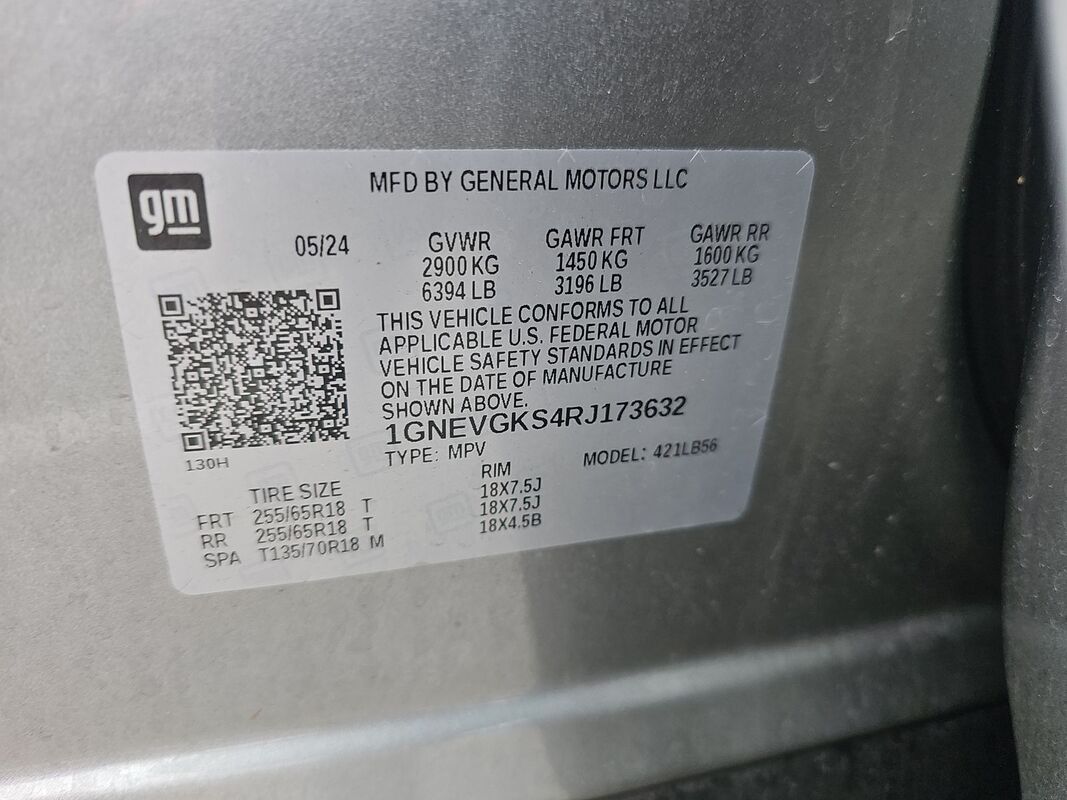 gm
MFD BY GENERAL MOTORS LLC
05/24
GVWR
2900 KG
6394 LB
GAWR FRT
1450 KG
3196 LB
GAWR RR
1600 KG
3527 LB
THIS VEHICLE CONFORMS TO ALL
APPLICABLE U.S. FEDERAL MOTOR
VEHICLE SAFETY STANDARDS IN EFFECT
ON THE DATE OF MANUFACTURE
SHOWN ABOVE.
1GNEVGKS4RJ173632
TYPE: MPV
MODEL: 421LB56
130H
TIRE SIZE RIM
FRT 255/65R18 T 18X7.5J
RR 255/65R18 T 18X7.5J
SPA T135/70R18 M 18X4.5B